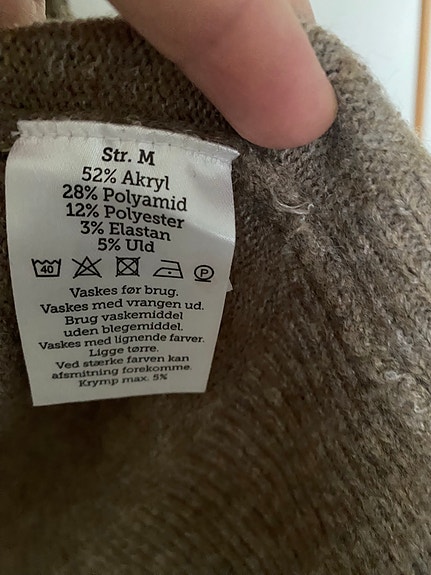 Str. M
52% Akryl
28% Polyamid
12% Polyester
3% Elastan
5% Uld
40 P
Vaskes før brug.
Vaskes med vrangen ud.
Brug vaskemiddel
uden blegemiddel.
Vaskes med lignende farver.
Ligge tørre.
Ved stærke farven kan
afsmitning forekomme.
Krymp max. 5%